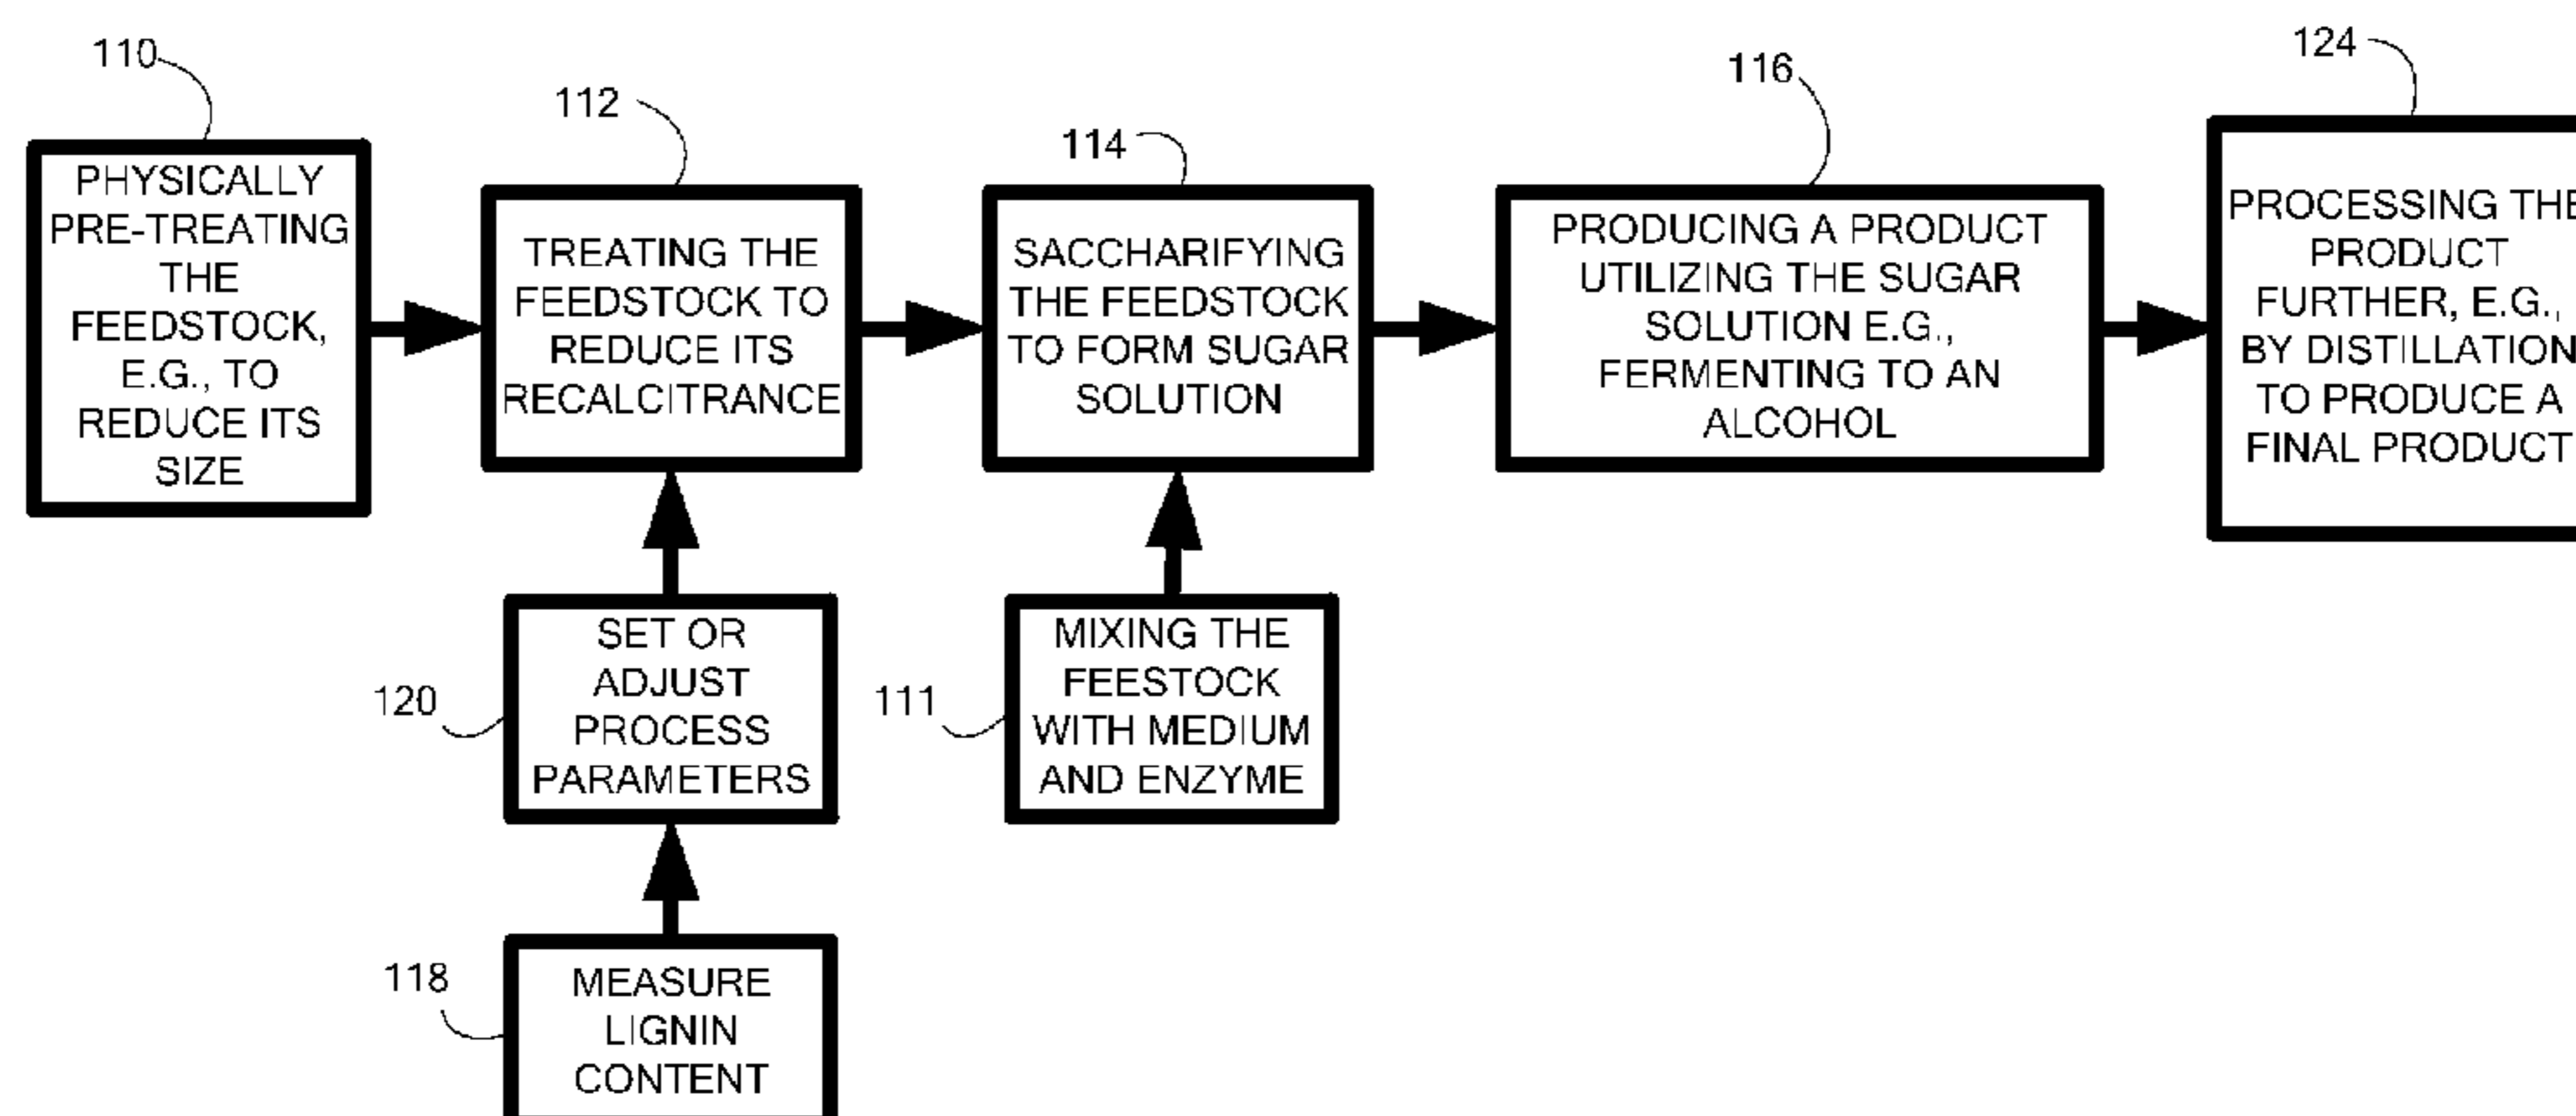 110
PHYSICALLY
PRE-TREATING
THE
FEEDSTOCK,
E.G., TO
REDUCE ITS
SIZE
112
TREATING THE
FEEDSTOCK TO
REDUCE ITS
RECALCITRANCE
114
SACCHARIFYING
THE FEEDSTOCK
TO FORM SUGAR
SOLUTION
116
PRODUCING A PRODUCT
UTILIZING THE SUGAR
SOLUTION E.G.,
FERMENTING TO AN
ALCOHOL
124
PROCESSING THE
PRODUCT
FURTHER, E.G.,
BY DISTILLATION
TO PRODUCE A
FINAL PRODUCT
120
SET OR
ADJUST
PROCESS
PARAMETERS
111
MIXING THE
FEESTOCK
WITH MEDIUM
AND ENZYME
118
MEASURE
LIGNIN
CONTENT